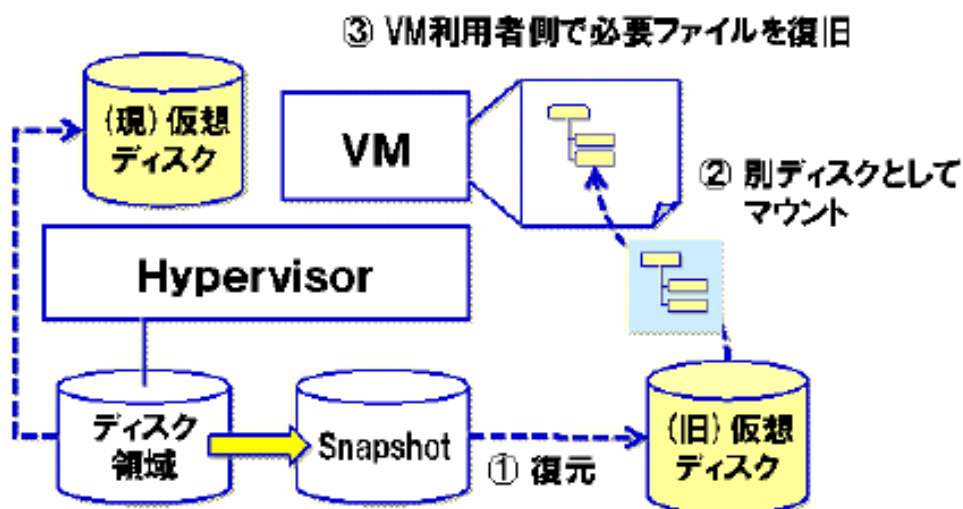 ③ VM利用者側で必要ファイルを復旧
(現)仮想
ディスク
VM
② 別ディスクとして
マウント
Hypervisor
ディスク
領域
Snapshot
① 復元
(旧)仮想
ディスク